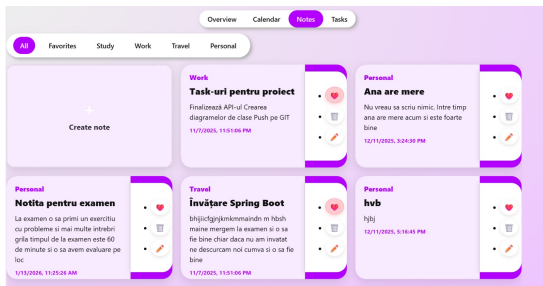 Overview Calendar Notes Tasks
All Favorites Study Work Travel Personal
+
Create note
Work
Task-uri pentru proiect
Finalizează API-ul Crearea
diagramelor de clase Push pe GIT
11/7/2025, 11:51:06 PM
Personal
Ana are mere
Nu vreau sa scriu nimic. Intre timp
ana are mere acum si este foarte
bine
12/11/2025, 3:24:30 PM
Personal
Notita pentru examen
La examen o sa primi un exercitiu
cu probleme si mai multe intrebri
grila timpul de la examen este 60
de minute si o sa avem evaluare pe
loc
1/13/2026, 11:25:26 AM
Travel
Învățare Spring Boot
bhijiicfgjnjkmkmmaindn m hbsh
maine mergem la examen si o sa
fie bine chiar daca nu am invatat
ne descurcam noi cumva si o sa fie
bine
11/7/2025, 11:51:06 PM
Personal
hvb
hjbj
12/11/2025, 5:16:45 PM